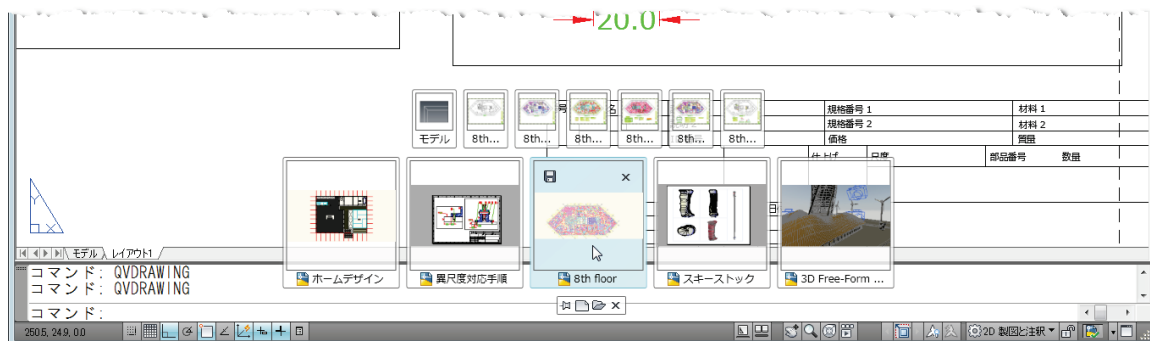 20.0
規格番号 1
材料 1
規格番号 2
材料 2
価格
質量
仕上げ
尺度
部品番号
数量
モデル
8th...
8th...
8th...
8th...
8th...
8th...
ホームデザイン
異尺度対応手順
8th floor
スキーストック
3D Free-Form ...
モデル
レイアウト1
コマンド: QVDRAWING
コマンド: QVDRAWING
コマンド:
250.5, 24.9, 0.0
2D 製図と注釈